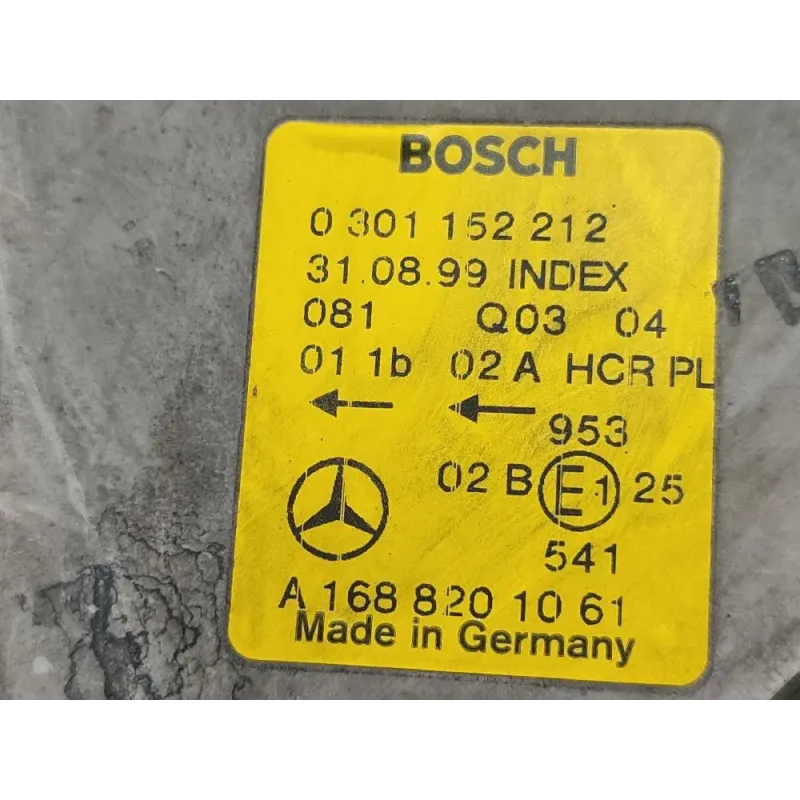 BOSCH
0 301 152 212
31.08.99 INDEX
081 Q03 04
01 1b 02 A HCR PL
953
02 B E1 25
541
A 168 820 10 61
Made in Germany